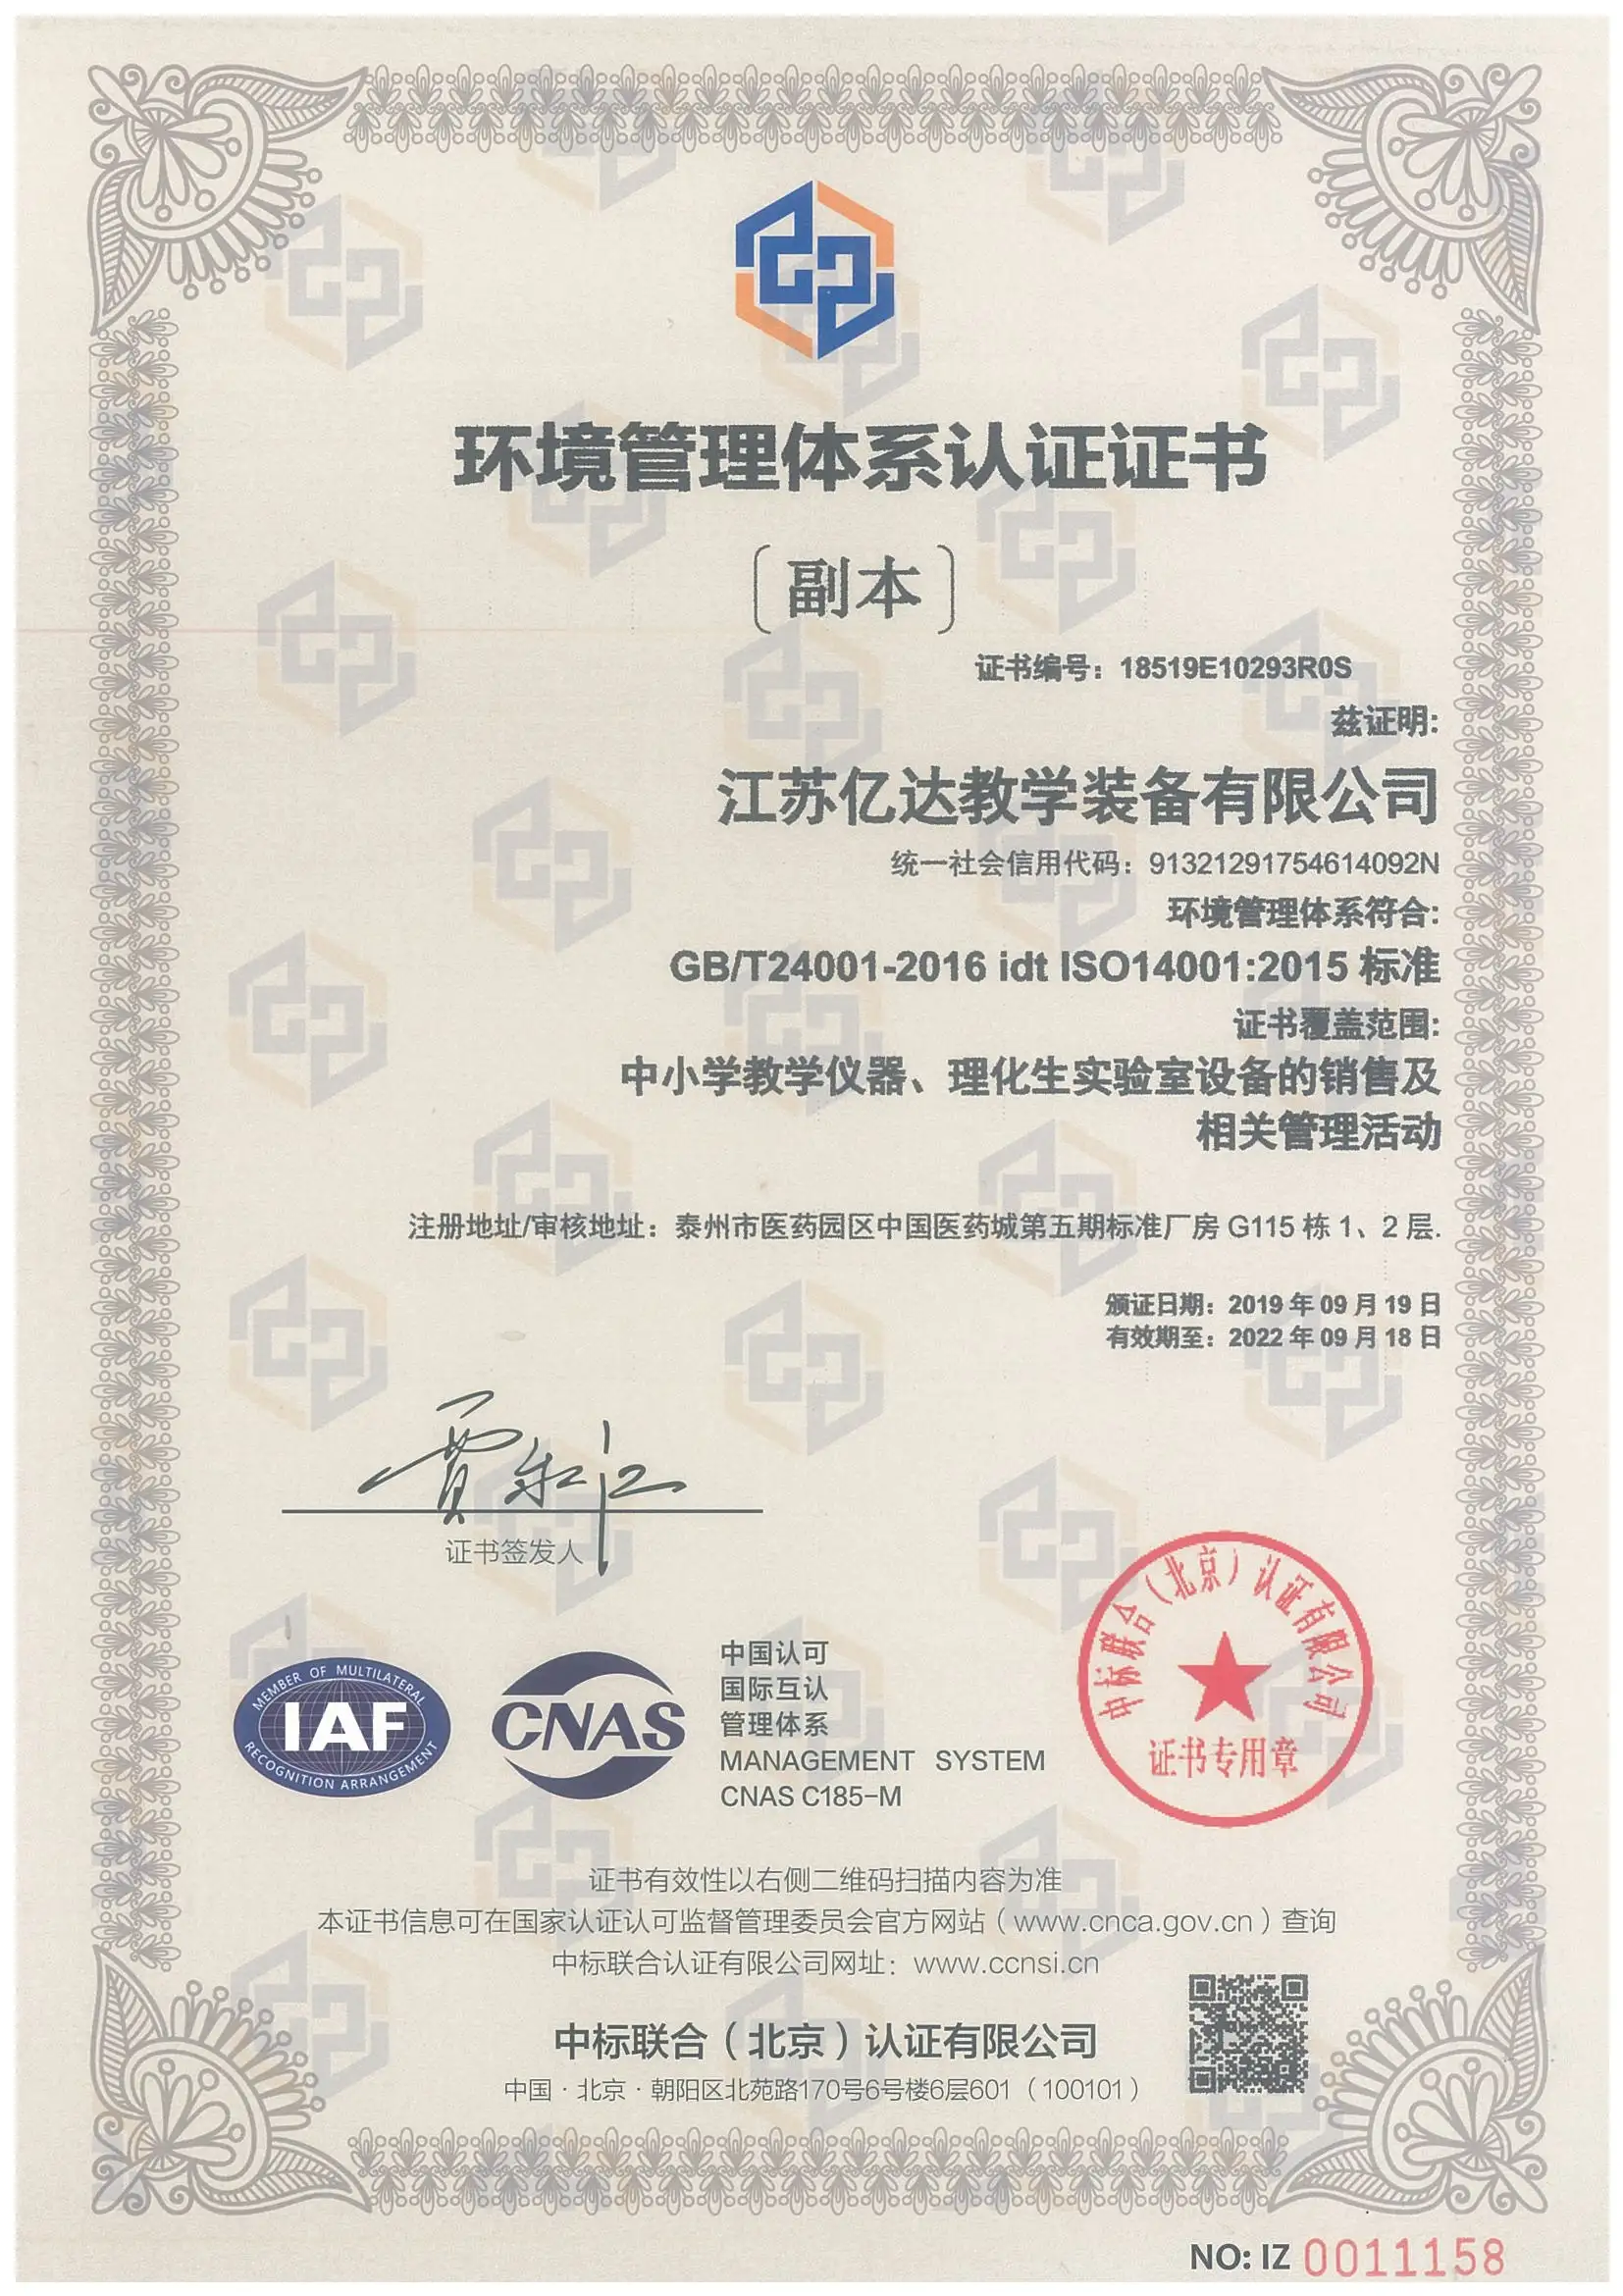 环境管理体系认证证书
〔副本〕
证书编号：18519E10293R0S
兹证明:
江苏亿达教学装备有限公司
统一社会信用代码：91321291754614092N
环境管理体系符合:
GB/T24001-2016 idt ISO14001:2015 标准
证书覆盖范围:
中小学教学仪器、理化生实验室设备的销售及
相关管理活动
注册地址/审核地址：泰州市医药园区中国医药城第五期标准厂房 G115 栋 1、2 层.
颁证日期：2019 年 09 月 19 日
有效期至：2022 年 09 月 18 日
证书签发人
MEMBER OF MULTILATERAL
IAF
RECOGNITION ARRANGEMENT
CNAS
中国认可
国际互认
管理体系
MANAGEMENT SYSTEM
CNAS C185-M
中标联合（北京）认证有限公司
证书专用章
证书有效性以右侧二维码扫描内容为准
本证书信息可在国家认证认可监督管理委员会官方网站（www.cnca.gov.cn）查询
中标联合认证有限公司网址：www.ccnsi.cn
中标联合（北京）认证有限公司
中国·北京·朝阳区北苑路170号6号楼6层601（100101）
NO: IZ 0011158